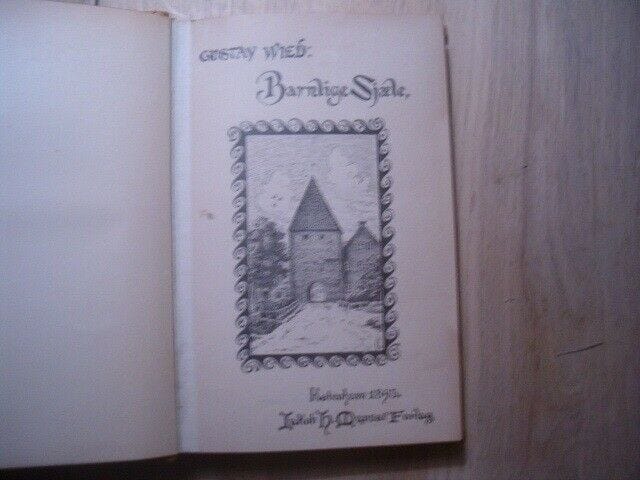 GUSTAV WIED:
Barnlige Sjæle.
København 1893.
Jakob H. Mansas Forlag.